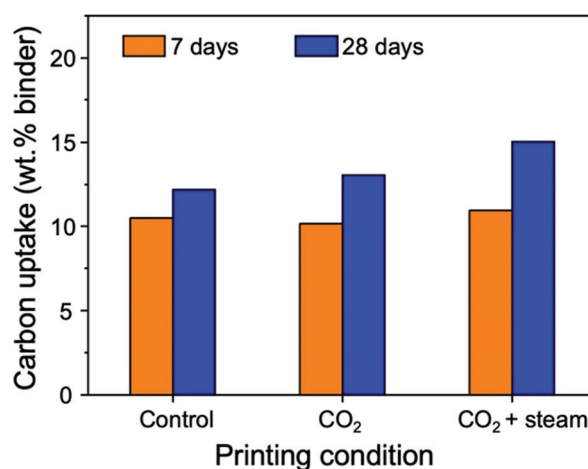 Carbon uptake (wt.% binder)
20
15
10
5
0
7 days
28 days
Control
CO₂
CO₂ + steam
Printing condition